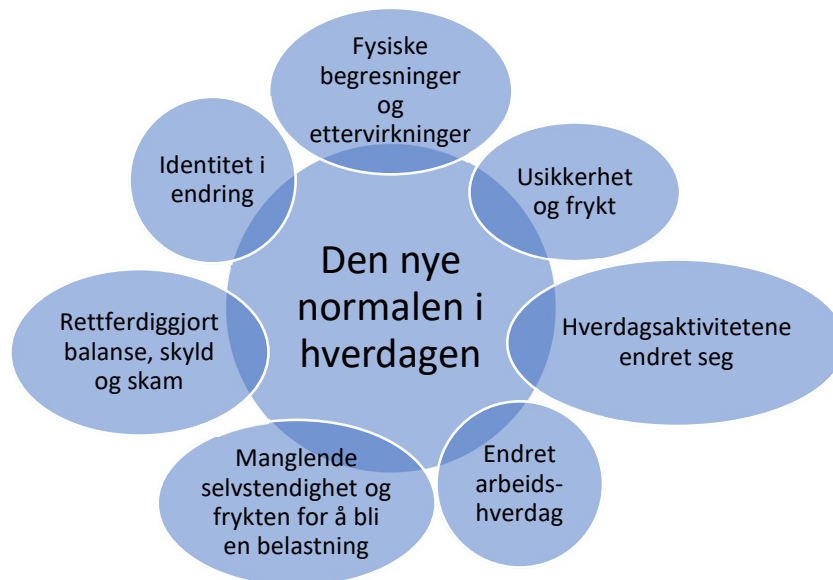 Fysiske
begresninger
og
ettervirkninger
Usikkerhet
og frykt
Hverdagsaktivitetene
endret seg
Endret
arbeids-
hverdag
Manglende
selvstendighet og
frykten for å bli
en belastning
Rettferdiggjort
balanse, skyld
og skam
Identitet i
endring
Den nye
normalen i
hverdagen